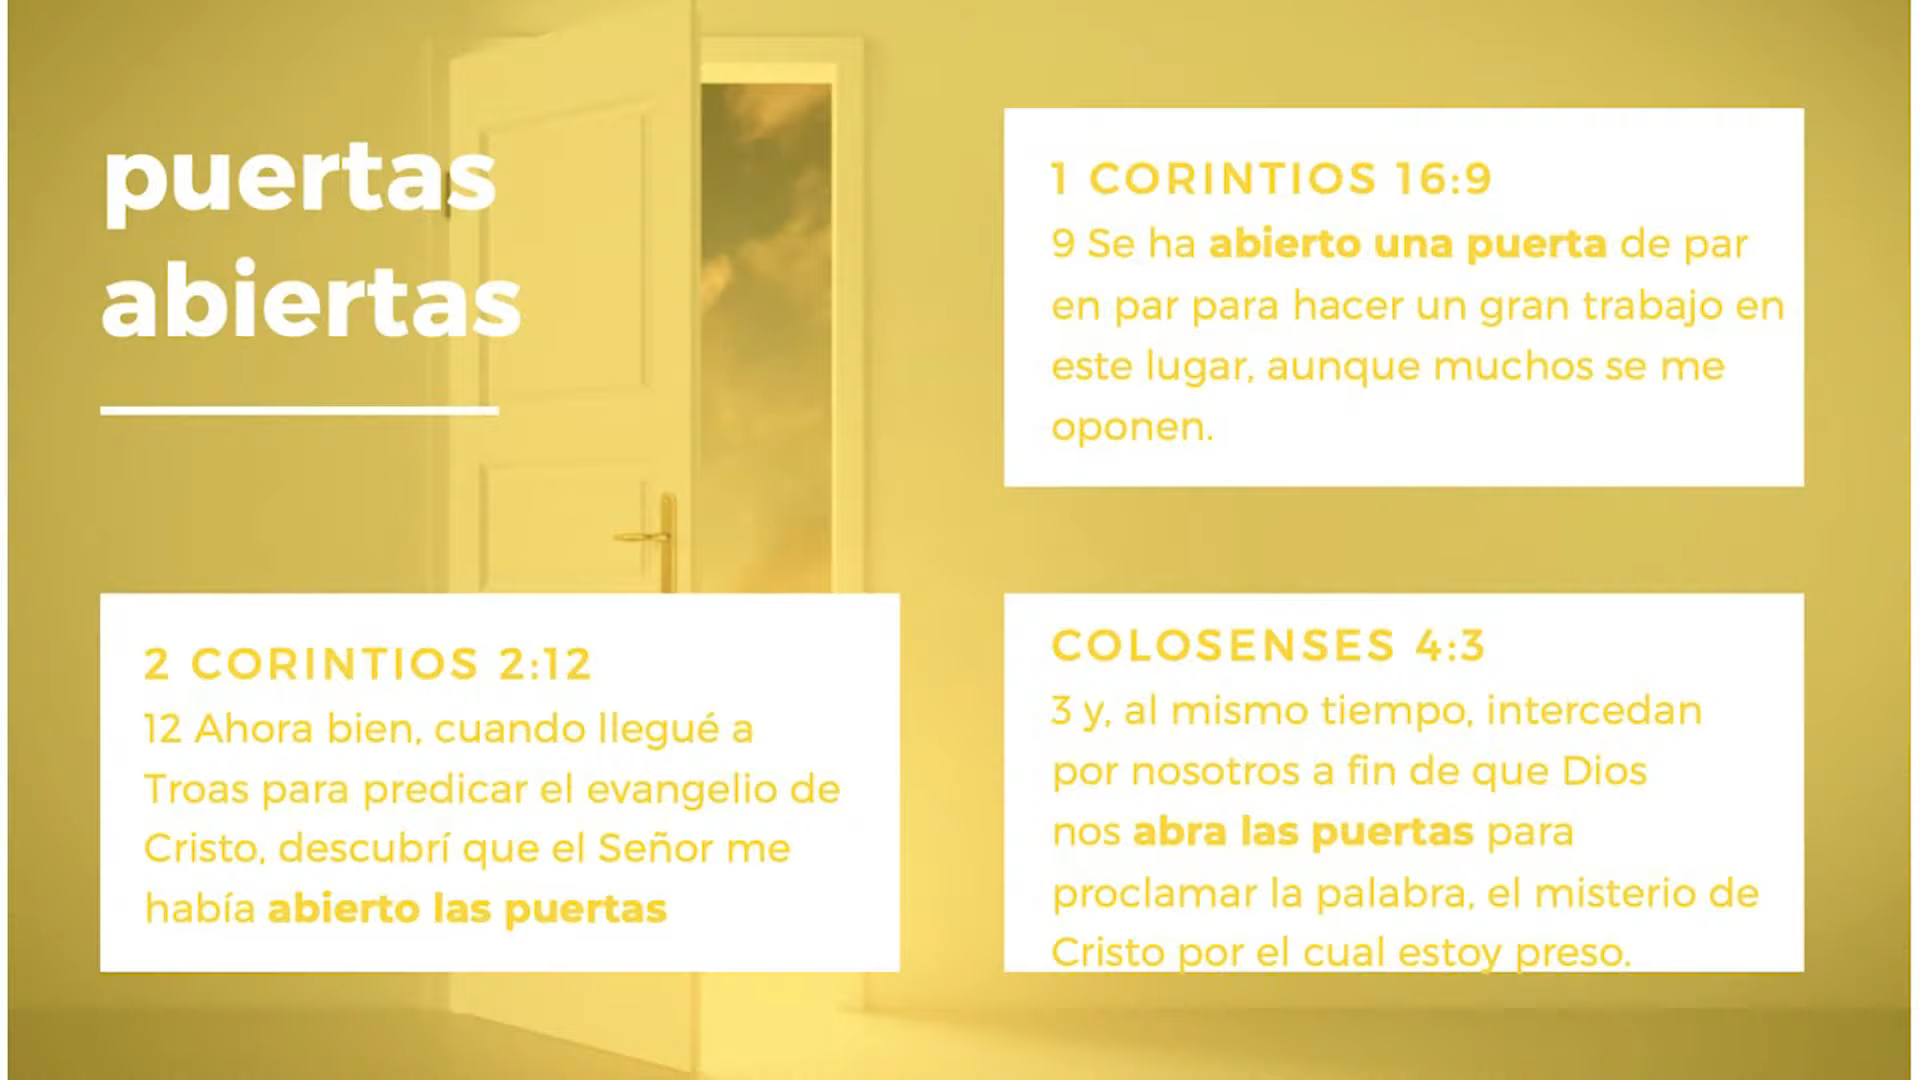 puertas
abiertas
1 CORINTIOS 16:9
9 Se ha abierto una puerta de par
en par para hacer un gran trabajo en
este lugar, aunque muchos se me
oponen.
2 CORINTIOS 2:12
12 Ahora bien, cuando llegué a
Troas para predicar el evangelio de
Cristo, descubrí que el Señor me
había abierto las puertas
COLOSENSES 4:3
3 y, al mismo tiempo, intercedan
por nosotros a fin de que Dios
nos abra las puertas para
proclamar la palabra, el misterio de
Cristo por el cual estoy preso.